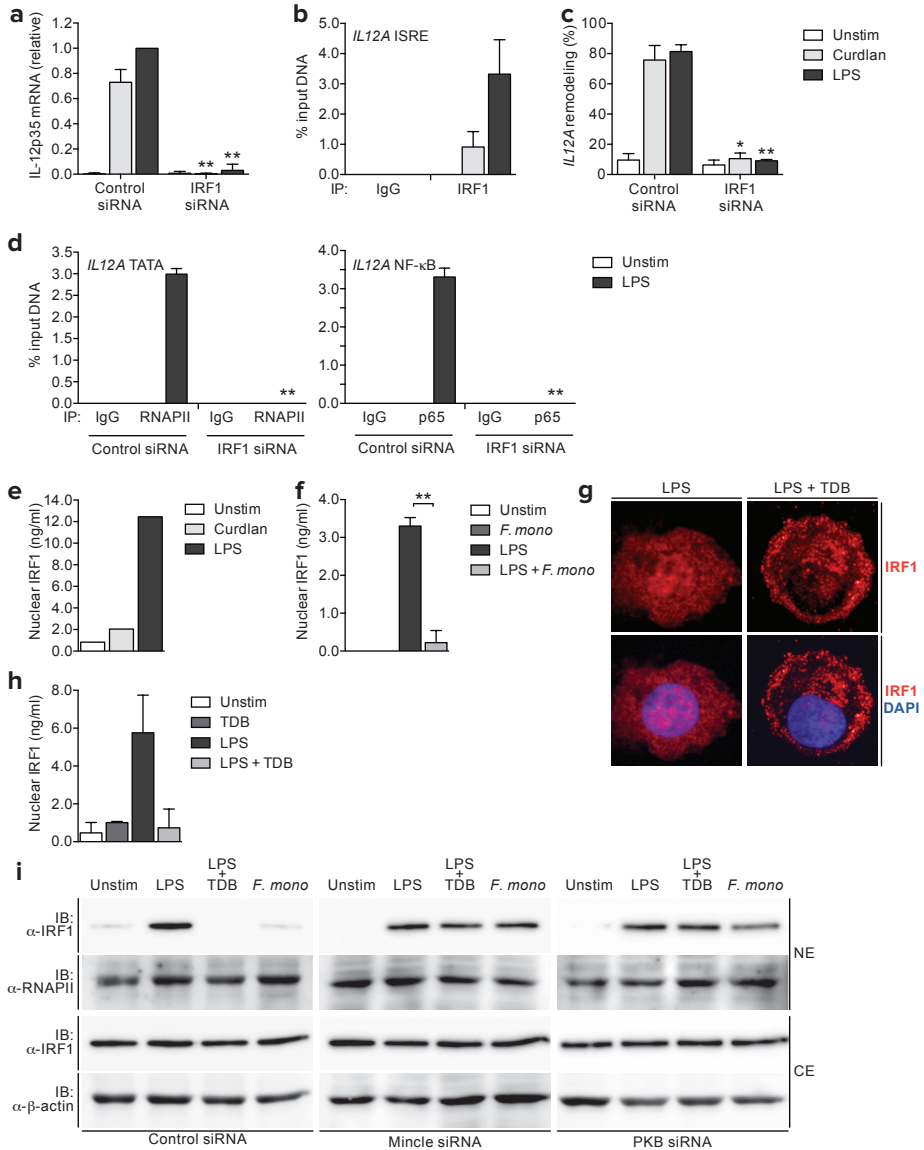 a
IL-12p35 mRNA (relative)
1.2
1.0
0.8
0.6
0.4
0.2
0.0
** **
Control siRNA
IRF1 siRNA
b
IL12A ISRE
% input DNA
5.0
4.0
3.0
2.0
1.0
0.0
IP: IgG IRF1
c
IL12A remodeling (%)
100
80
60
40
20
0
* **
Control siRNA
IRF1 siRNA
Unstim
Curdlan
LPS
d
IL12A TATA
% input DNA
3.5
3.0
2.5
2.0
1.5
1.0
0.5
0.0
**
IP: IgG RNAPII IgG RNAPII
Control siRNA IRF1 siRNA
IL12A NF-κB
4.0
3.0
2.0
1.0
0.0
**
IgG p65 IgG p65
Control siRNA IRF1 siRNA
Unstim
LPS
e
Nuclear IRF1 (ng/ml)
14.0
12.0
10.0
8.0
6.0
4.0
2.0
0.0
Unstim
Curdlan
LPS
f
Nuclear IRF1 (ng/ml)
4.0
3.0
2.0
1.0
0.0
**
Unstim
F. mono
LPS
LPS + F. mono
g
LPS LPS + TDB
IRF1
IRF1
DAPI
h
Nuclear IRF1 (ng/ml)
8.0
6.0
4.0
2.0
0.0
Unstim
TDB
LPS
LPS + TDB
i
Unstim LPS LPS + TDB F. mono Unstim LPS LPS + TDB F. mono Unstim LPS LPS + TDB F. mono
IB:
α-IRF1
IB:
α-RNAPII
NE
IB:
α-IRF1
IB:
α-β-actin
CE
Control siRNA Mincle siRNA PKB siRNA